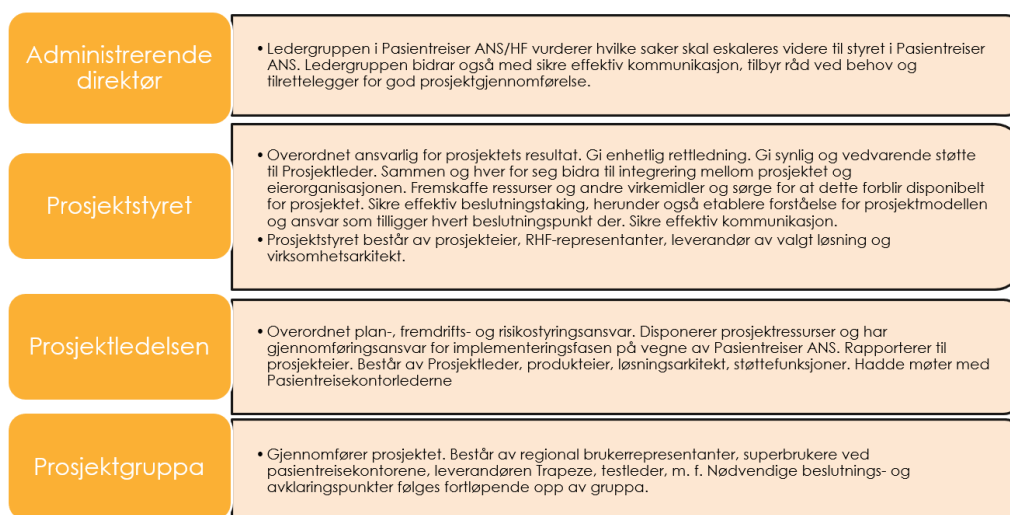 Administrerende
direktør
• Ledergruppen i Pasientreiser ANS/HF vurderer hvilke saker skal eskaleres videre til styret i Pasientreiser
ANS. Ledergruppen bidrar også med sikre effektiv kommunikasjon, tilbyr råd ved behov og
tilrettelegger for god prosjektgjennomførelse.
Prosjektstyret
• Overordnet ansvarlig for prosjektets resultat. Gi enhetlig rettledning. Gi synlig og vedvarende støtte
til Prosjektleder. Sammen og hver for seg bidra til integrering mellom prosjektet og
eierorganisasjonen. Fremskaffe ressurser og andre virkemidler og sørge for at dette forblir disponibelt
for prosjektet. Sikre effektiv beslutningstaking, herunder også etablere forståelse for prosjektmodellen
og ansvar som tilligger hvert beslutningspunkt der. Sikre effektiv kommunikasjon.
• Prosjektstyret består av prosjekteier, RHF-representanter, leverandør av valgt løsning og
virksomhetsarkitekt.
Prosjektledelsen
• Overordnet plan-, fremdrifts- og risikostyringsansvar. Disponerer prosjektressurser og har
gjennomføringsansvar for implementeringsfasen på vegne av Pasientreiser ANS. Rapporterer til
prosjekteier. Består av Prosjektleder, produkteier, løsningsarkitekt, støttefunksjoner. Hadde møter med
Pasientreisekontorlederne
Prosjektgruppa
• Gjennomfører prosjektet. Består av regional brukerrepresentanter, superbrukere ved
pasientreisekontorene, leverandøren Trapeze, testleder, m. f. Nødvendige beslutnings- og
avklaringspunkter følges fortløpende opp av gruppa.